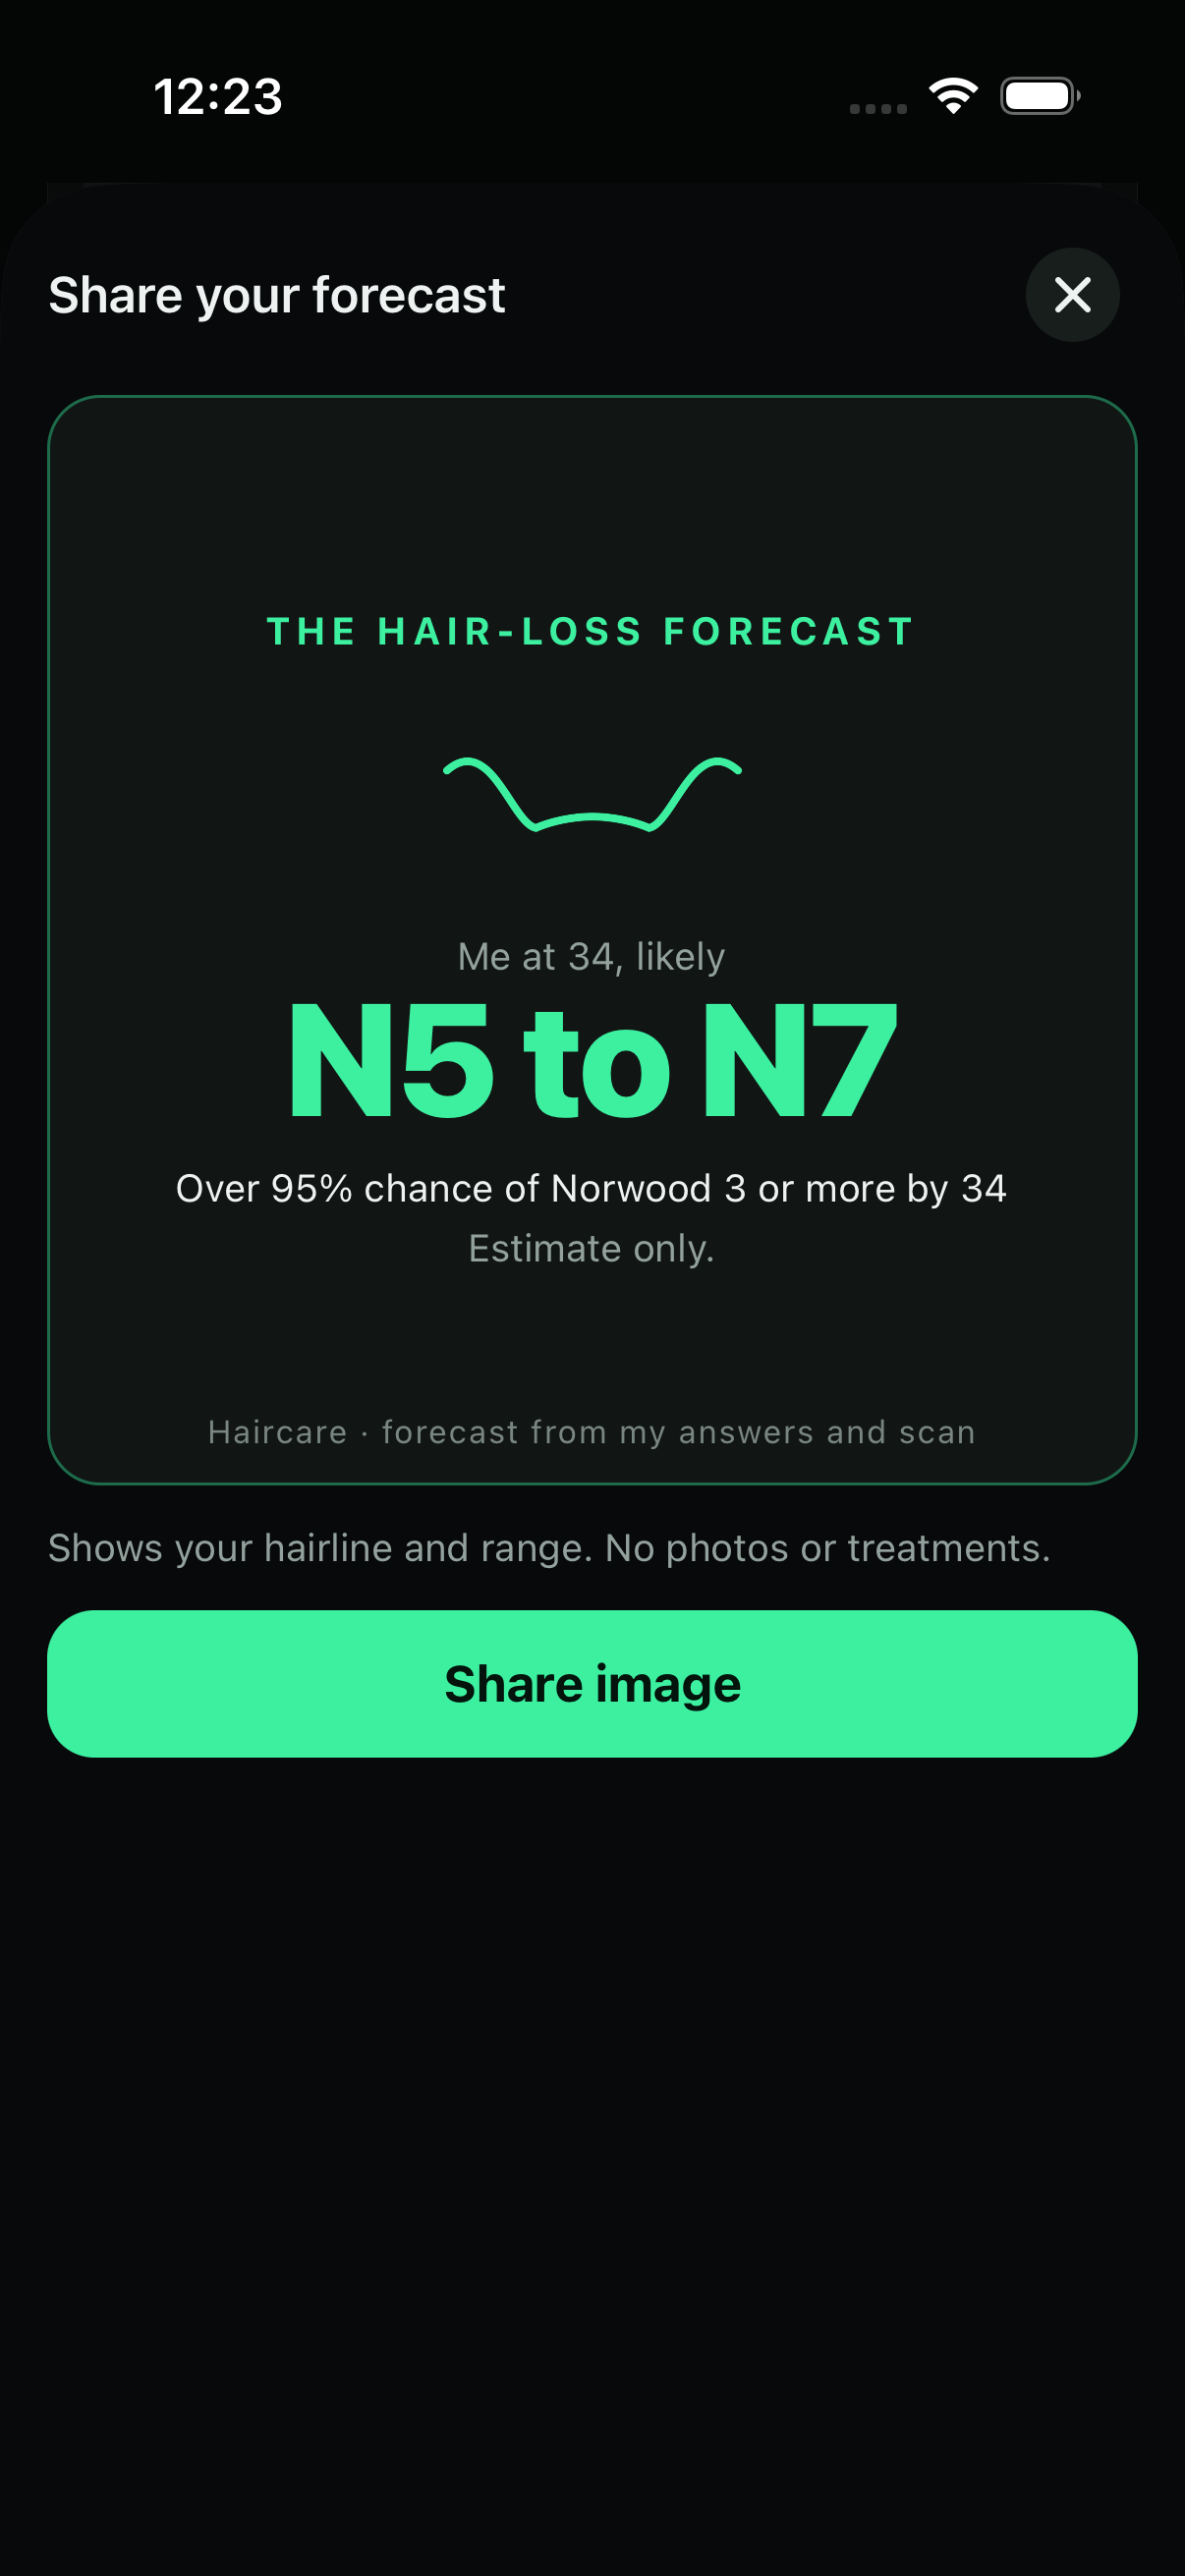 12:23
Share your forecast
THE HAIR-LOSS FORECAST
Me at 34, likely
N5 to N7
Over 95% chance of Norwood 3 or more by 34
Estimate only.
Haircare · forecast from my answers and scan
Shows your hairline and range. No photos or treatments.
Share image